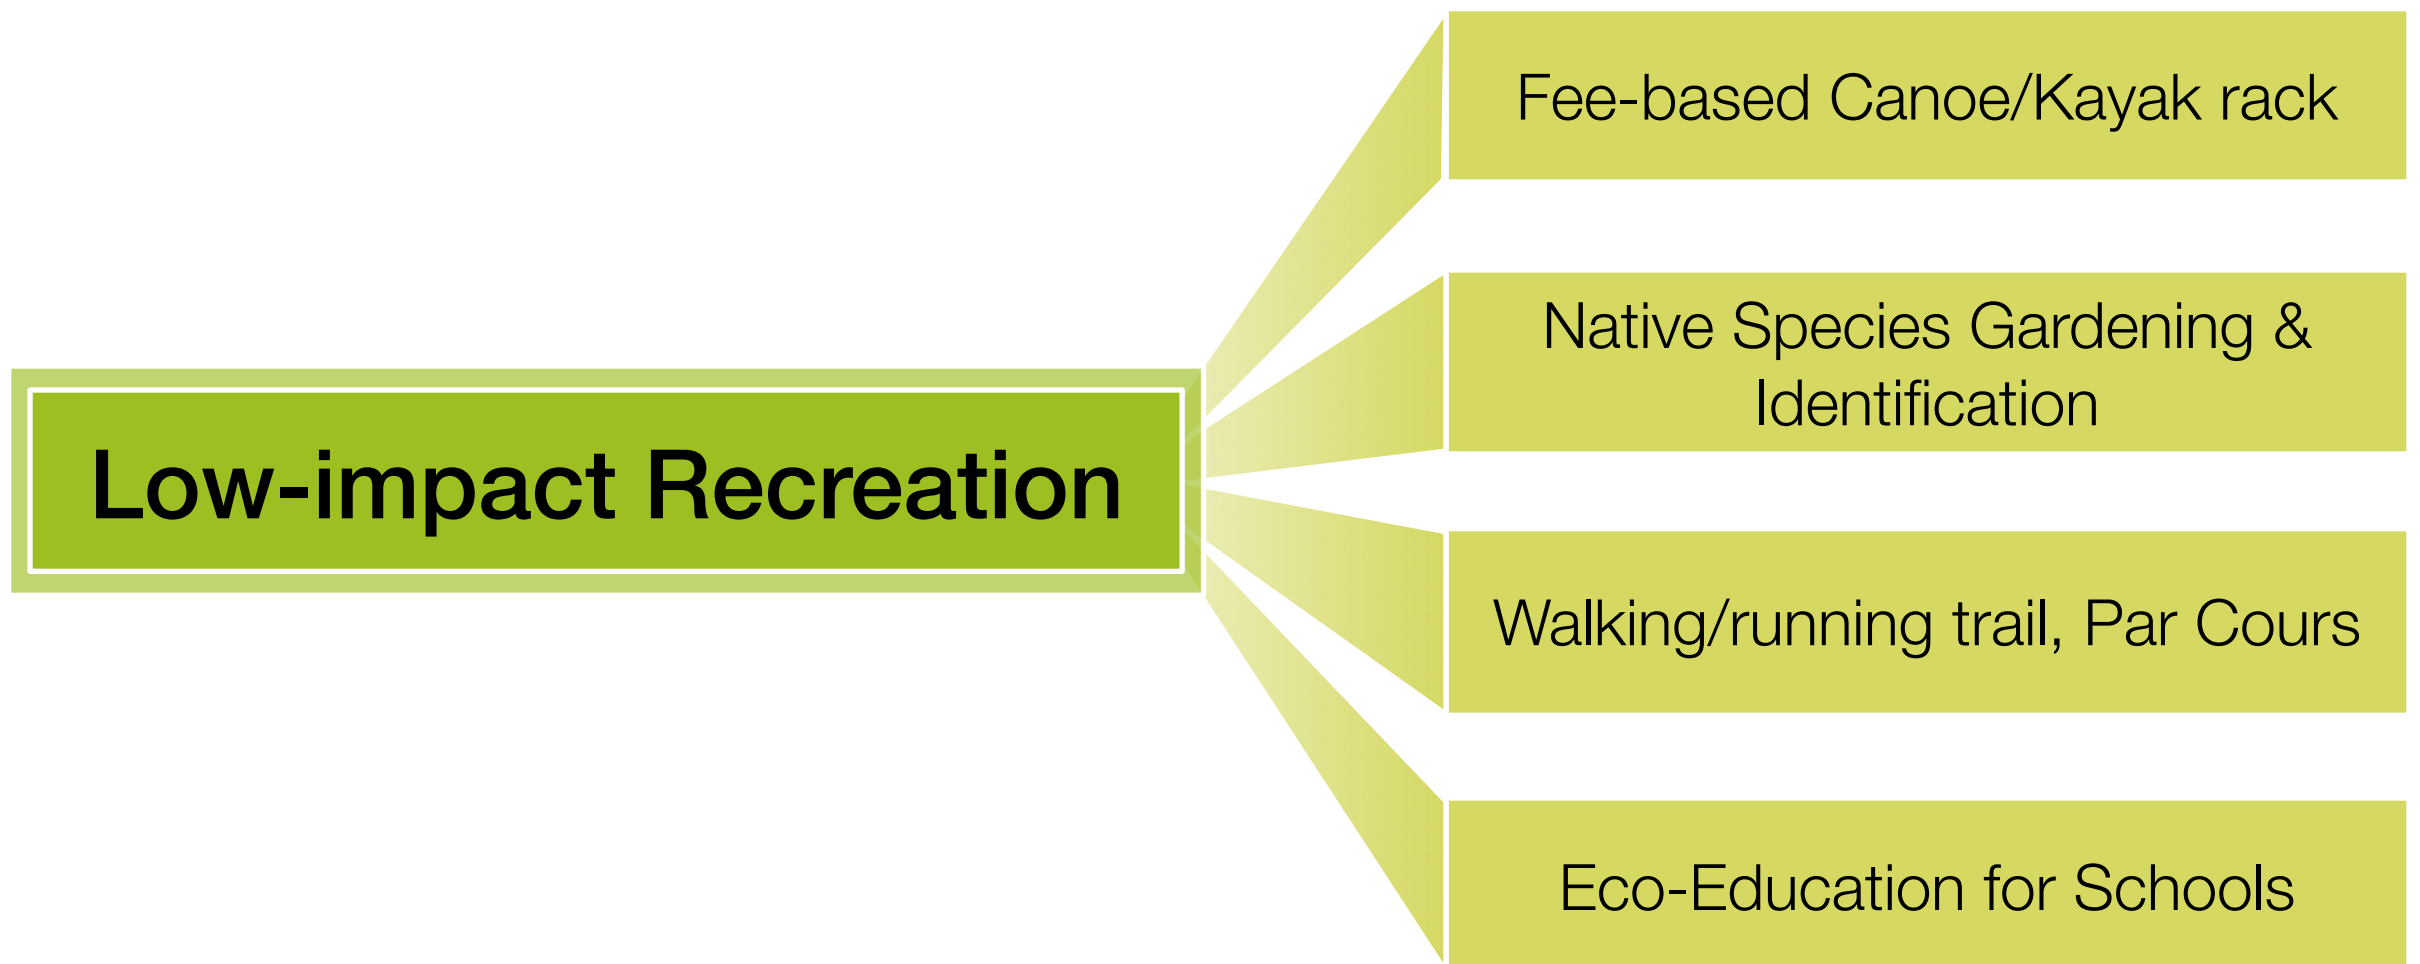 Low-impact Recreation
Fee-based Canoe/Kayak rack
Native Species Gardening &
Identification
Walking/running trail, Par Cours
Eco-Education for Schools